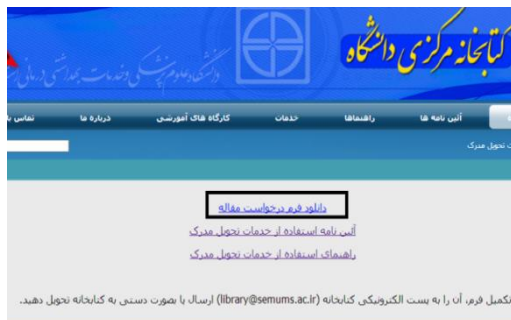 کتابخانه مرکزی دانشگاه
دانشگاه علوم پزشکی و خدمات بهداشتی درمانی
آئین نامه ها راهنماها خدمات کارگاه های آموزشی درباره ما تماس با
تحویل مدرک
دانلود فرم درخواست مقاله
آئین نامه استفاده از خدمات تحویل مدرک
راهنمای استفاده از خدمات تحویل مدرک
تکمیل فرم، آن را به پست الکترونیکی کتابخانه (library@semums.ac.ir) ارسال یا بصورت دستی به کتابخانه تحویل دهید.